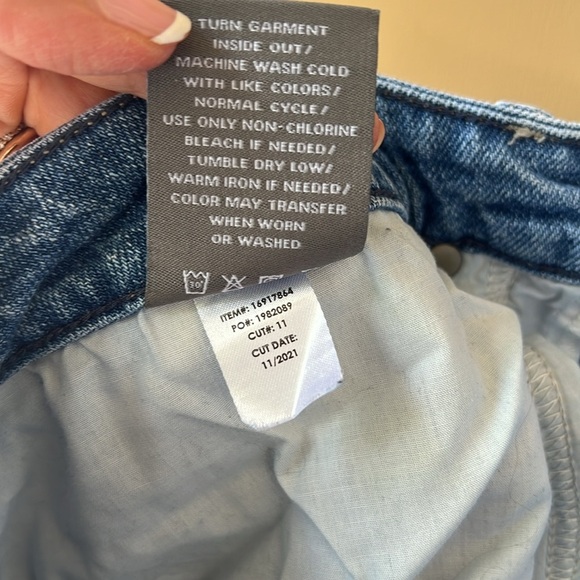 TURN GARMENT
INSIDE OUT/
MACHINE WASH COLD
WITH LIKE COLORS/
NORMAL CYCLE/
USE ONLY NON-CHLORINE
BLEACH IF NEEDED/
TUMBLE DRY LOW/
WARM IRON IF NEEDED/
COLOR MAY TRANSFER
WHEN WORN
OR WASHED
30°
ITEM#: 16917864
PO#: 1982089
CUT#: 11
CUT DATE:
11/2021